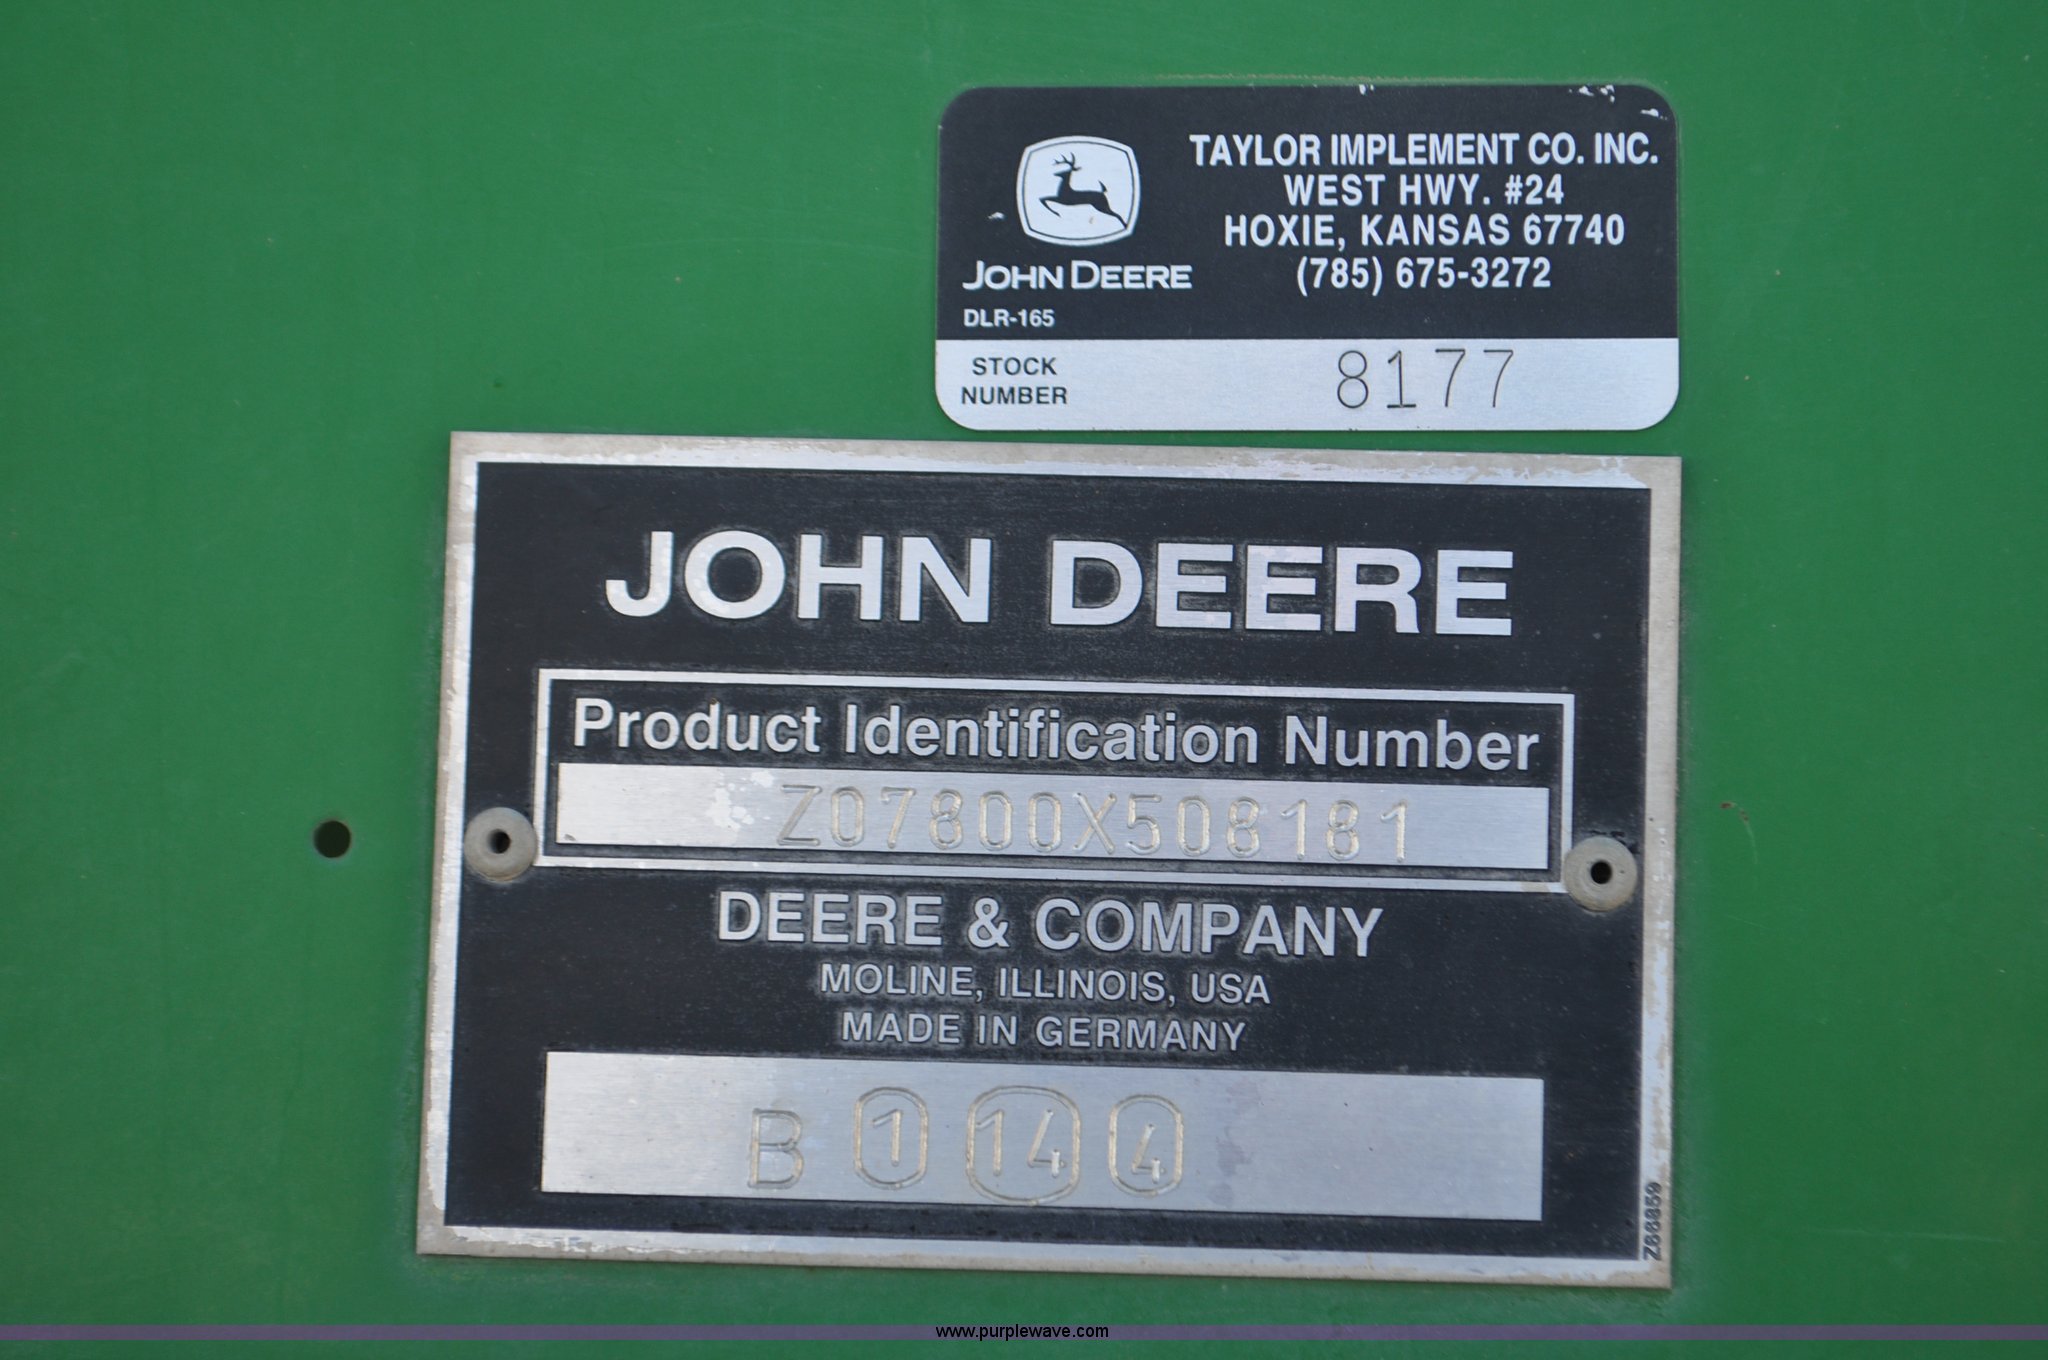 TAYLOR IMPLEMENT CO. INC.
WEST HWY. #24
HOXIE, KANSAS 67740
(785) 675-3272
JOHN DEERE
DLR-165
STOCK
NUMBER
8177
JOHN DEERE
Product Identification Number
Z07800X508181
DEERE & COMPANY
MOLINE, ILLINOIS, USA
MADE IN GERMANY
B 1 14 4
Z68859
www.purplewave.com